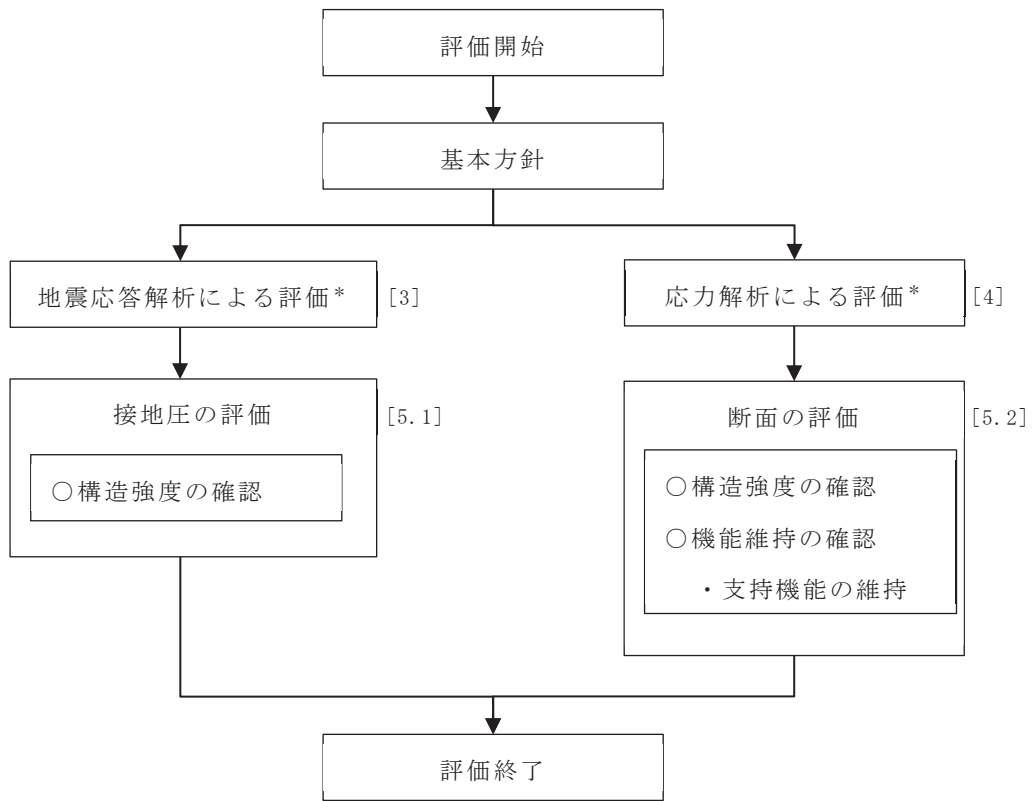 評価開始
基本方針
地震応答解析による評価* [3]
応力解析による評価* [4]
接地圧の評価 [5.1]
○構造強度の確認
断面の評価 [5.2]
○構造強度の確認
○機能維持の確認
・支持機能の維持
評価終了